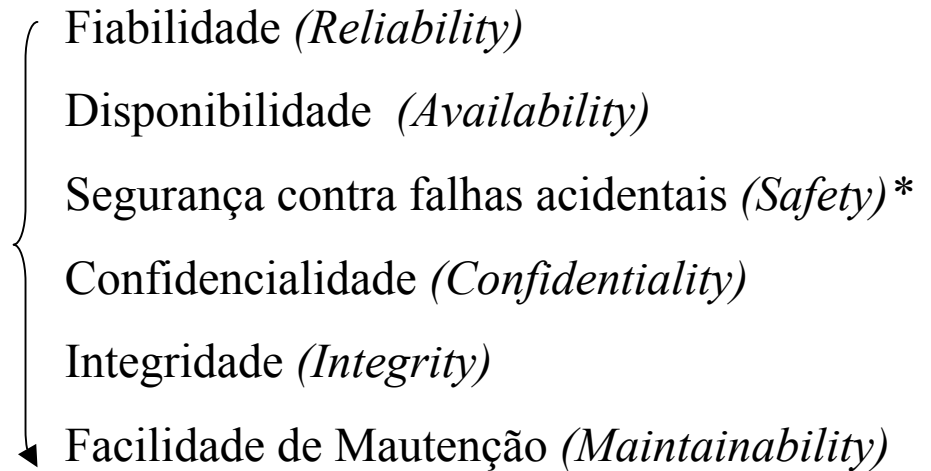 Fiabilidade (Reliability)
Disponibilidade (Availability)
Segurança contra falhas acidentais (Safety)*
Confidencialidade (Confidentiality)
Integridade (Integrity)
Facilidade de Mautenção (Maintainability)